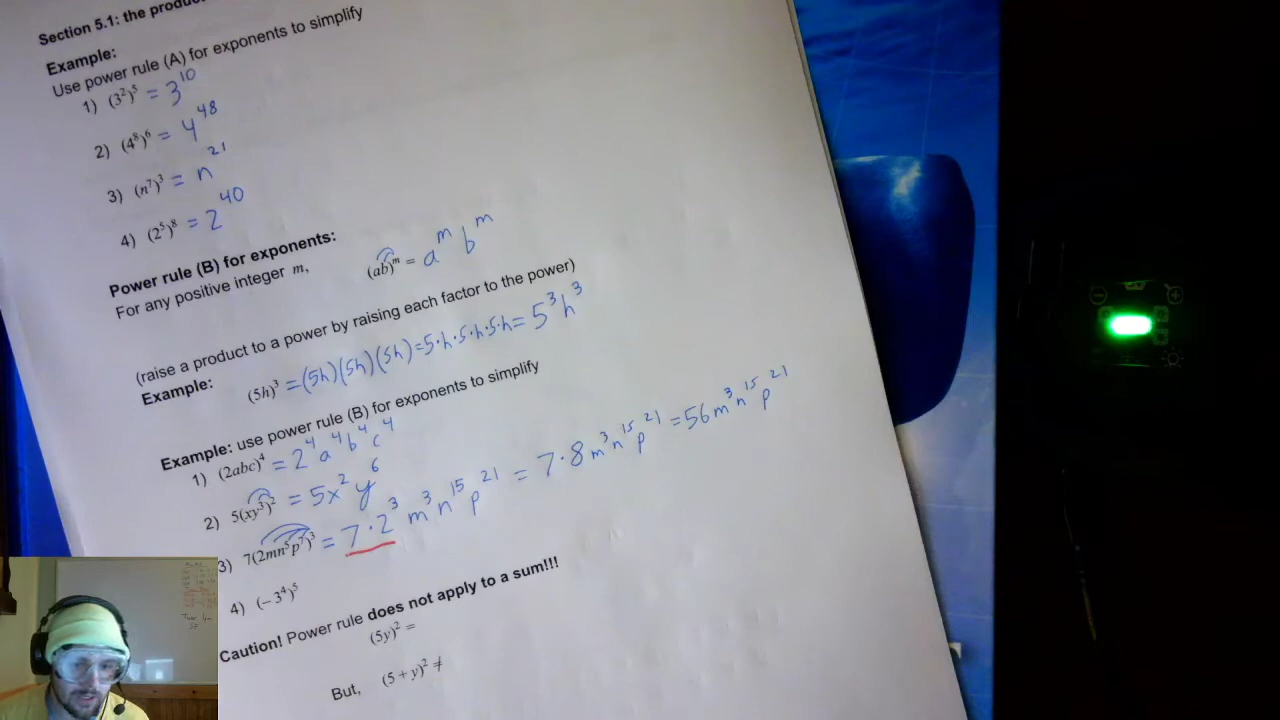 Section 5.1: the product
Example:
Use power rule (A) for exponents to simplify
1) (3²)⁵ = 3¹⁰
2) (4⁸)⁶ = 4⁴⁸
3) (n⁷)³ = n²¹
4) (2⁵)⁸ = 2⁴⁰
Power rule (B) for exponents:
For any positive integer m, (ab)ᵐ = aᵐ bᵐ
(raise a product to a power by raising each factor to the power)
Example: (5h)³ = (5h)(5h)(5h) = 5·h·5·h·5·h = 5³h³
Example: use power rule (B) for exponents to simplify
1) (2abc)⁴ = 2⁴a⁴b⁴c⁴
2) 5(xy³)² = 5x²y⁶
3) 7(2mn⁵p⁷)³ = 7·2³ m³n¹⁵p²¹ = 7·8m³n¹⁵p²¹ = 56m³n¹⁵p²¹
4) (−3⁴)⁵
Caution! Power rule does not apply to a sum!!!
(5y)² =
But, (5 + y)² ≠